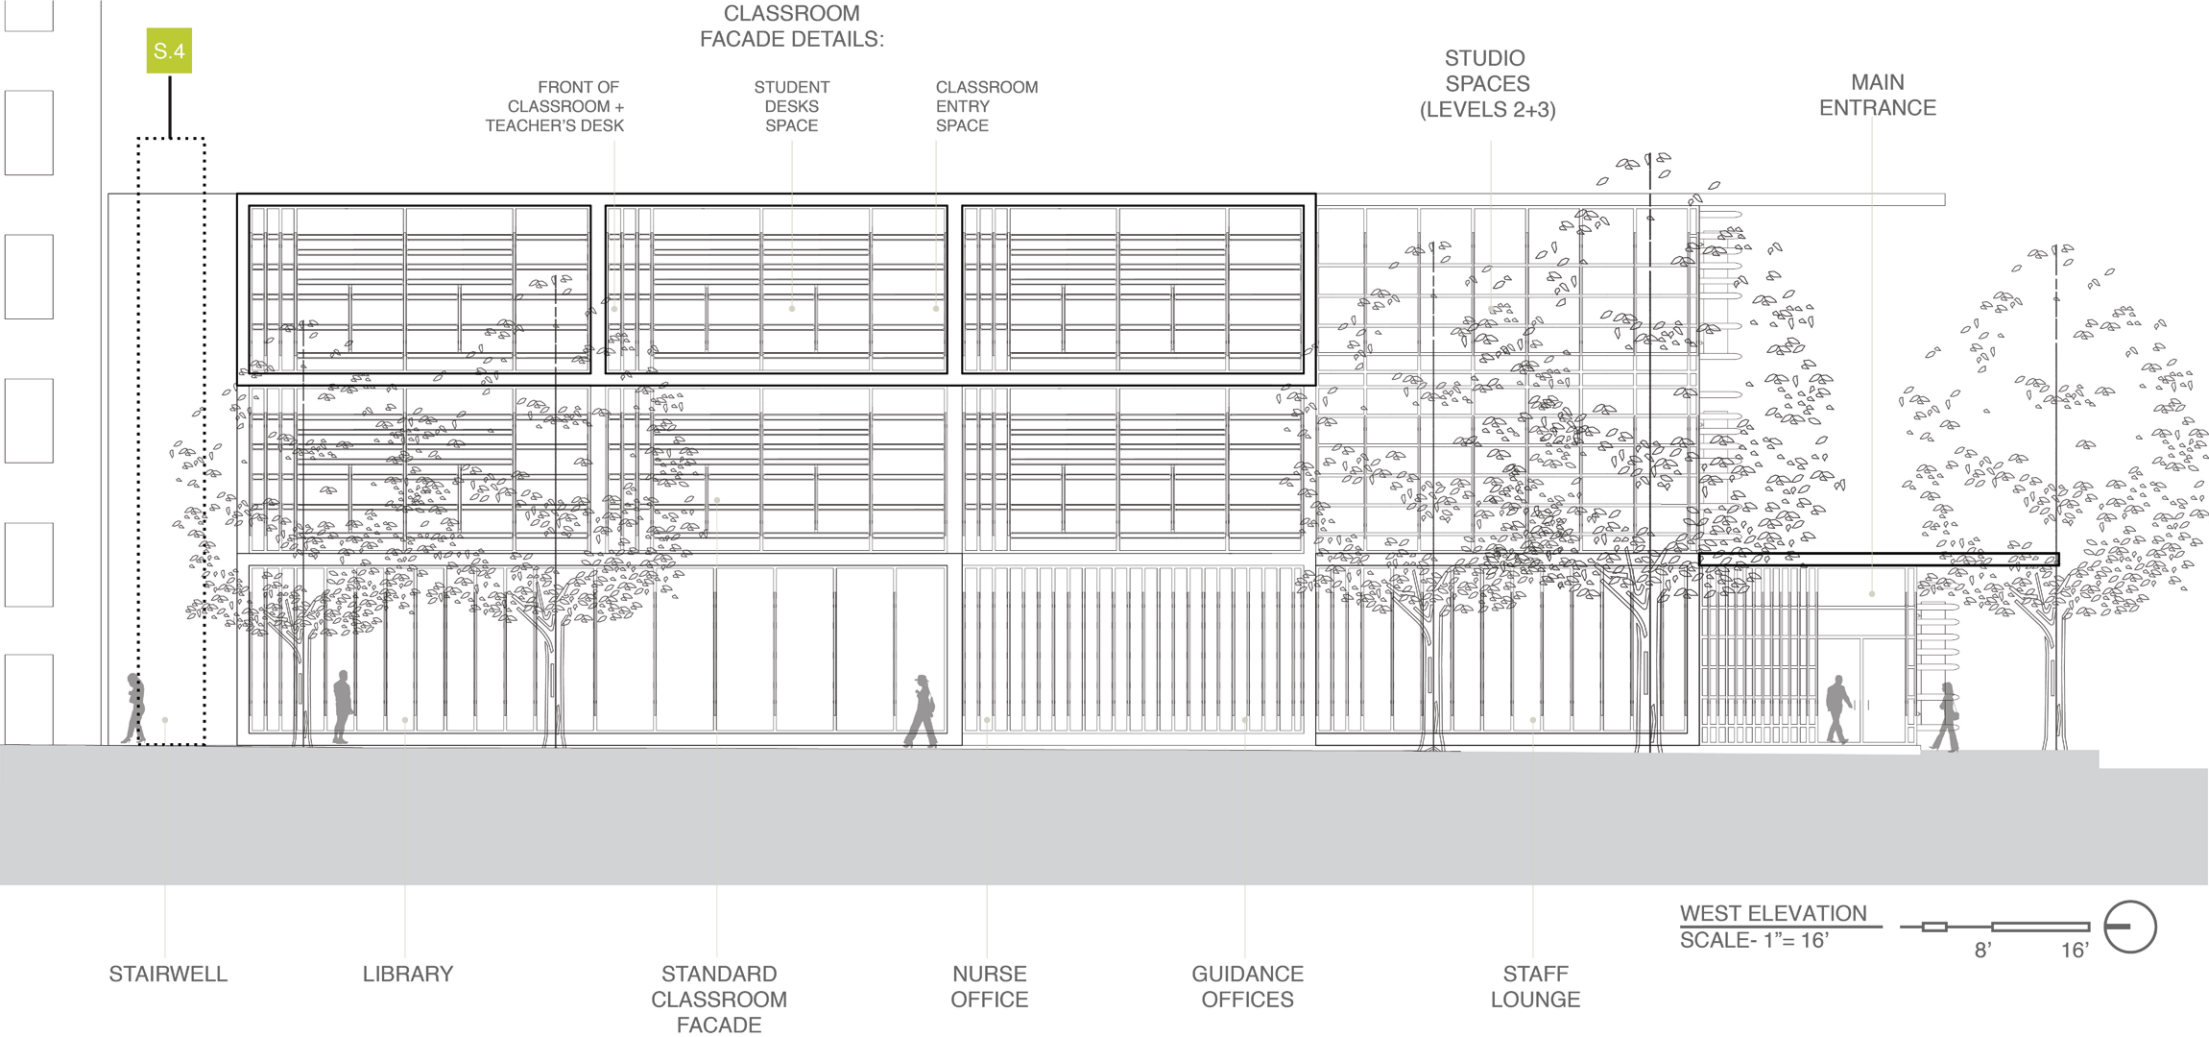 S.4
CLASSROOM
FACADE DETAILS:
FRONT OF
CLASSROOM +
TEACHER'S DESK
STUDENT
DESKS
SPACE
CLASSROOM
ENTRY
SPACE
STUDIO
SPACES
(LEVELS 2+3)
MAIN
ENTRANCE
STAIRWELL
LIBRARY
STANDARD
CLASSROOM
FACADE
NURSE
OFFICE
GUIDANCE
OFFICES
STAFF
LOUNGE
WEST ELEVATION
SCALE- 1”= 16’
8’ 16’